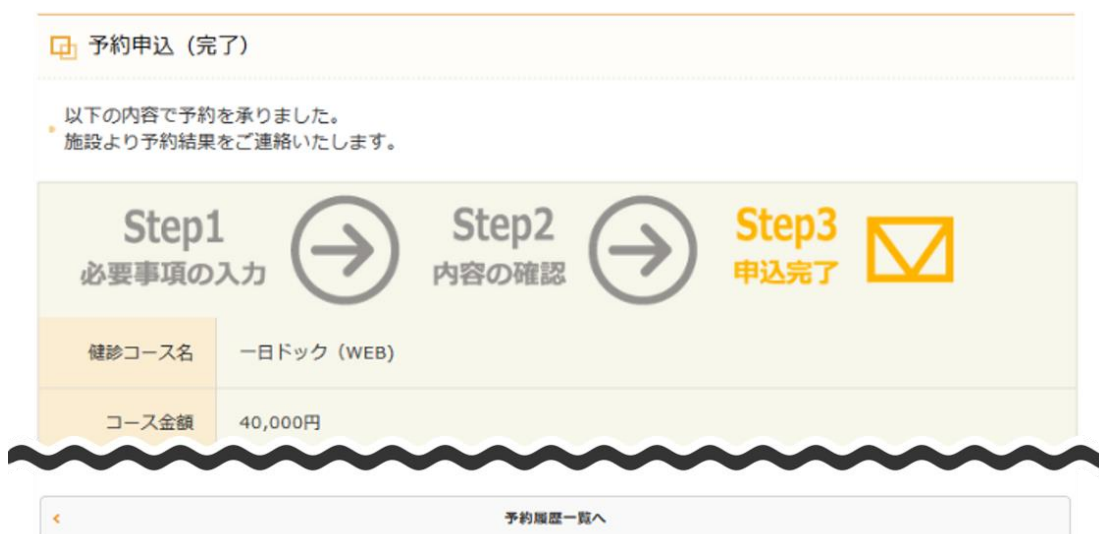 予約申込（完了）
以下の内容で予約を承りました。
施設より予約結果をご連絡いたします。
Step1
必要事項の入力
Step2
内容の確認
Step3
申込完了
健診コース名
一日ドック（WEB)
コース金額
40,000円
予約履歴一覧へ